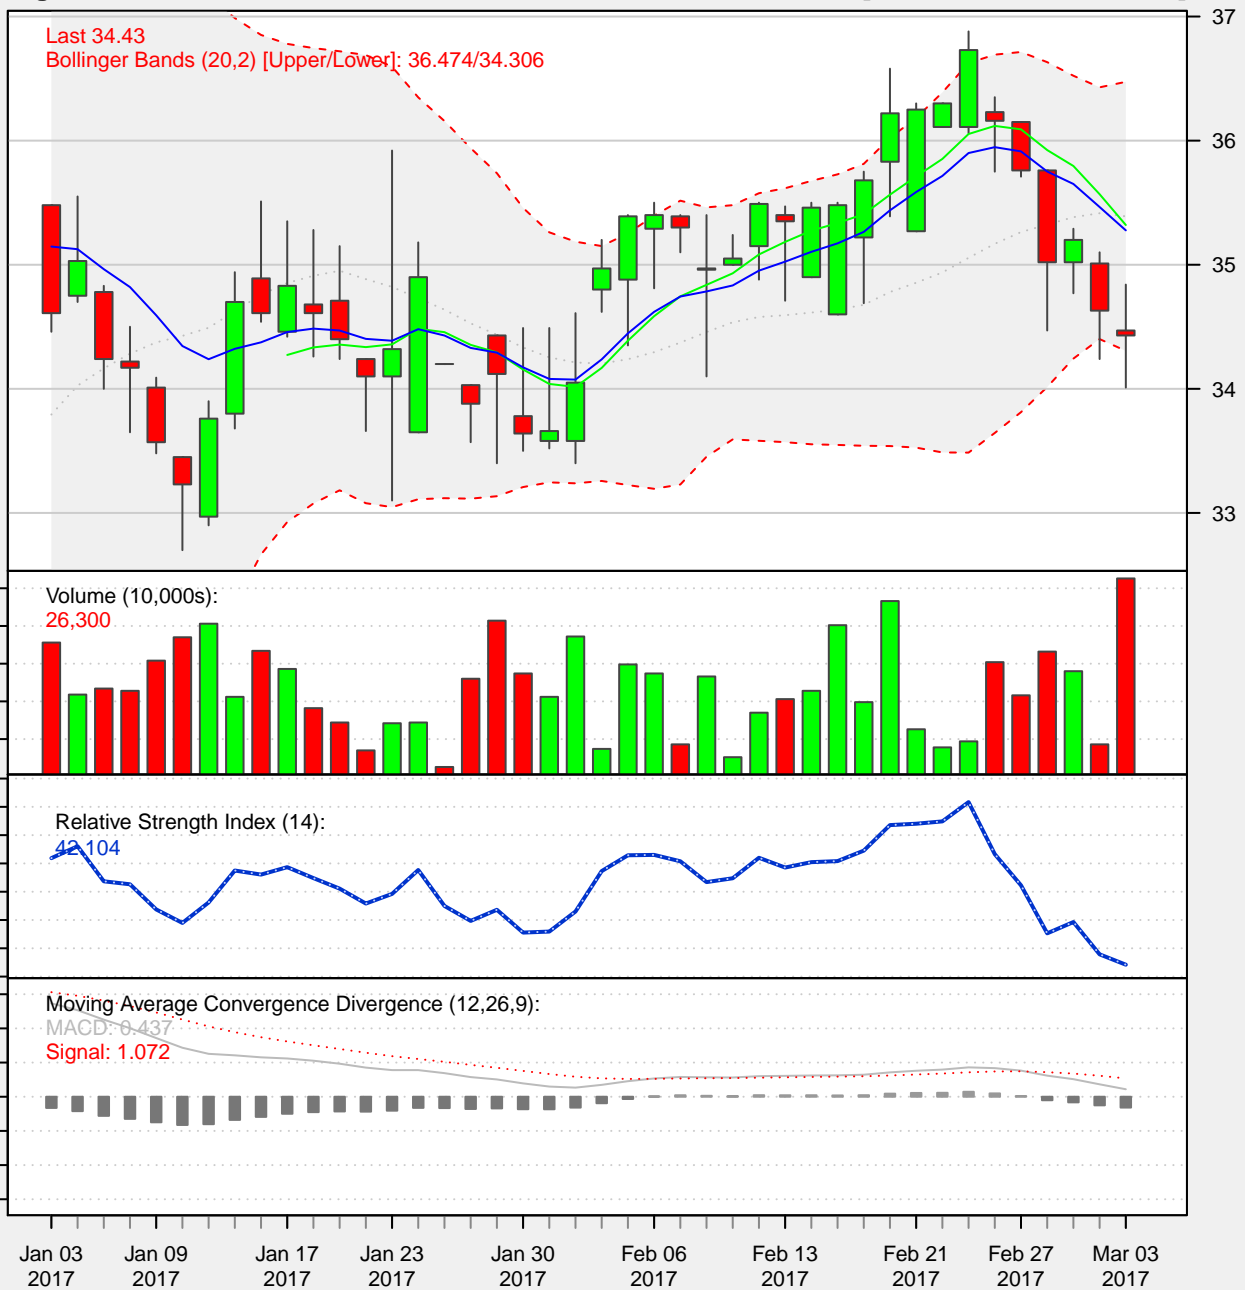 Last 34.43
Bollinger Bands (20,2) [Upper/Lower]: 36.474/34.306
37
36
35
34
33
Volume (10,000s):
26,300
Relative Strength Index (14):
42.104
Moving Average Convergence Divergence (12,26,9):
MACD: 0.437
Signal: 1.072
Jan 03 Jan 09 Jan 17 Jan 23 Jan 30 Feb 06 Feb 13 Feb 21 Feb 27 Mar 03
2017 2017 2017 2017 2017 2017 2017 2017 2017 2017